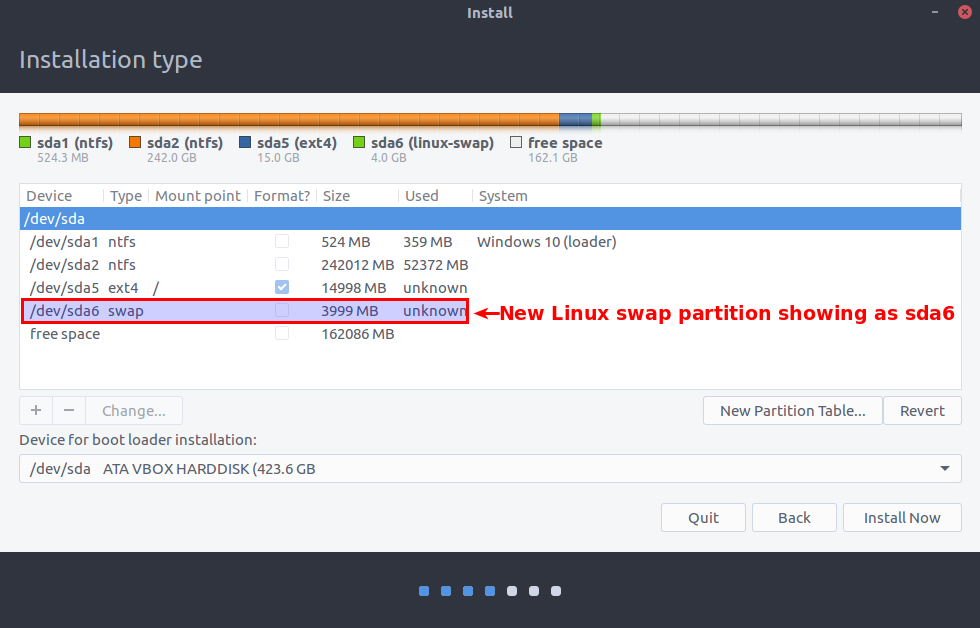 Install
Installation type
sda1 (ntfs) sda2 (ntfs) sda5 (ext4) sda6 (linux-swap) free space
524.3 MB 242.0 GB 15.0 GB 4.0 GB 162.1 GB
Device Type Mount point Format? Size Used System
/dev/sda
/dev/sda1 ntfs 524 MB 359 MB Windows 10 (loader)
/dev/sda2 ntfs 242012 MB 52372 MB
/dev/sda5 ext4 / 14998 MB unknown
/dev/sda6 swap 3999 MB unknown New Linux swap partition showing as sda6
free space 162086 MB
+ − Change... New Partition Table... Revert
Device for boot loader installation:
/dev/sda ATA VBOX HARDDISK (423.6 GB
Quit Back Install Now